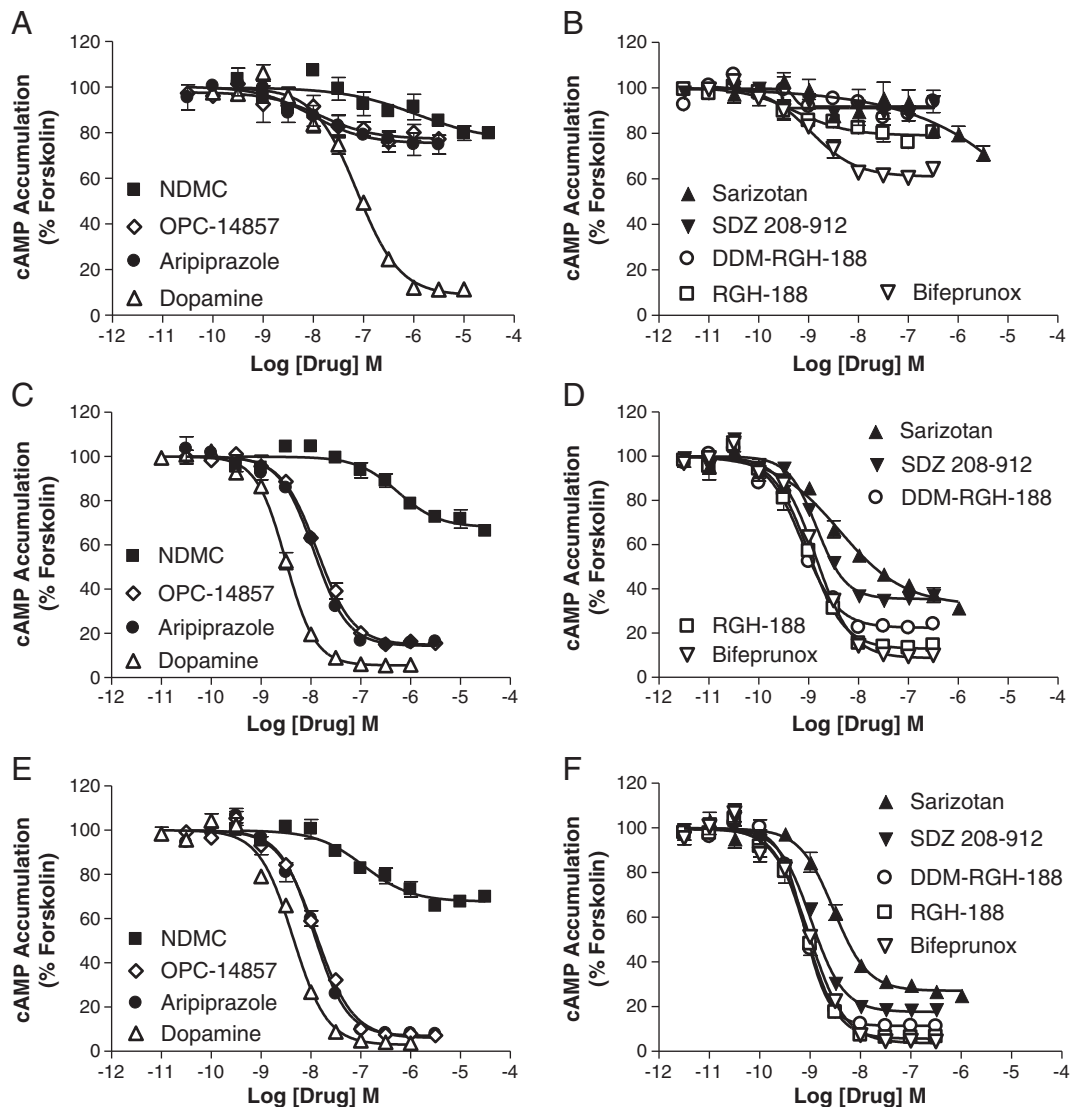 A
cAMP Accumulation
(% Forskolin)
120
100
80
60
40
20
0
NDMC
OPC-14857
Aripiprazole
Dopamine
-12 -11 -10 -9 -8 -7 -6 -5 -4
Log [Drug] M
B
cAMP Accumulation
(% Forskolin)
120
100
80
60
40
20
0
Sarizotan
SDZ 208-912
DDM-RGH-188
RGH-188
Bifeprunox
-12 -11 -10 -9 -8 -7 -6 -5 -4
Log [Drug] M
C
cAMP Accumulation
(% Forskolin)
120
100
80
60
40
20
0
NDMC
OPC-14857
Aripiprazole
Dopamine
-12 -11 -10 -9 -8 -7 -6 -5 -4
Log [Drug] M
D
cAMP Accumulation
(% Forskolin)
120
100
80
60
40
20
0
Sarizotan
SDZ 208-912
DDM-RGH-188
RGH-188
Bifeprunox
-12 -11 -10 -9 -8 -7 -6 -5 -4
Log [Drug] M
E
cAMP Accumulation
(% Forskolin)
120
100
80
60
40
20
0
NDMC
OPC-14857
Aripiprazole
Dopamine
-12 -11 -10 -9 -8 -7 -6 -5 -4
Log [Drug] M
F
cAMP Accumulation
(% Forskolin)
120
100
80
60
40
20
0
Sarizotan
SDZ 208-912
DDM-RGH-188
RGH-188
Bifeprunox
-12 -11 -10 -9 -8 -7 -6 -5 -4
Log [Drug] M